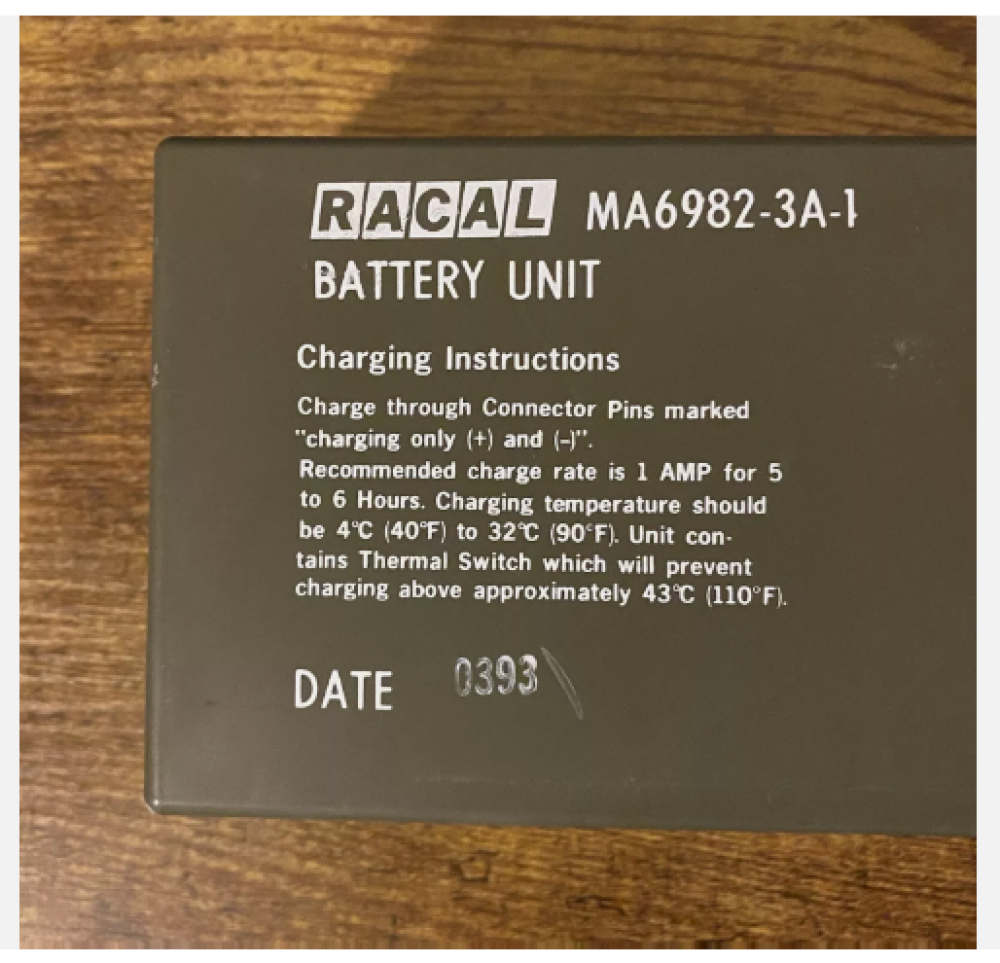 RACAL MA6982-3A-1
BATTERY UNIT
Charging Instructions
Charge through Connector Pins marked
"charging only (+) and (-)".
Recommended charge rate is 1 AMP for 5
to 6 Hours. Charging temperature should
be 4°C (40°F) to 32°C (90°F). Unit con-
tains Thermal Switch which will prevent
charging above approximately 43°C (110°F).
DATE 0393